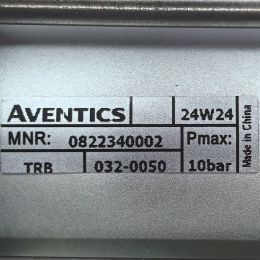 AVENTICS 24W24
MNR: 0822340002 Pmax:
TRB 032-0050 10bar
Made in China